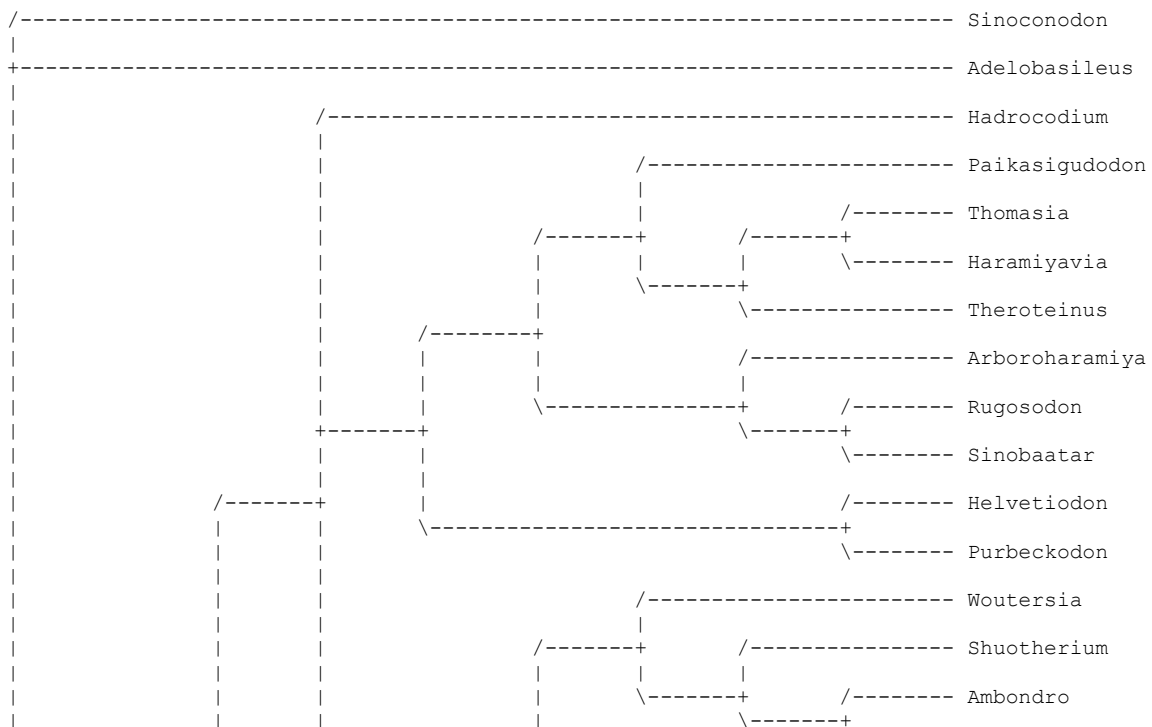 Sinoconodon
Adelobasileus
Hadrocodium
Paikasigudodon
Thomasia
Haramiyavia
Theroteinus
Arboroharamiya
Rugosodon
Sinobaatar
Helvetiodon
Purbeckodon
Woutersia
Shuotherium
Ambondro